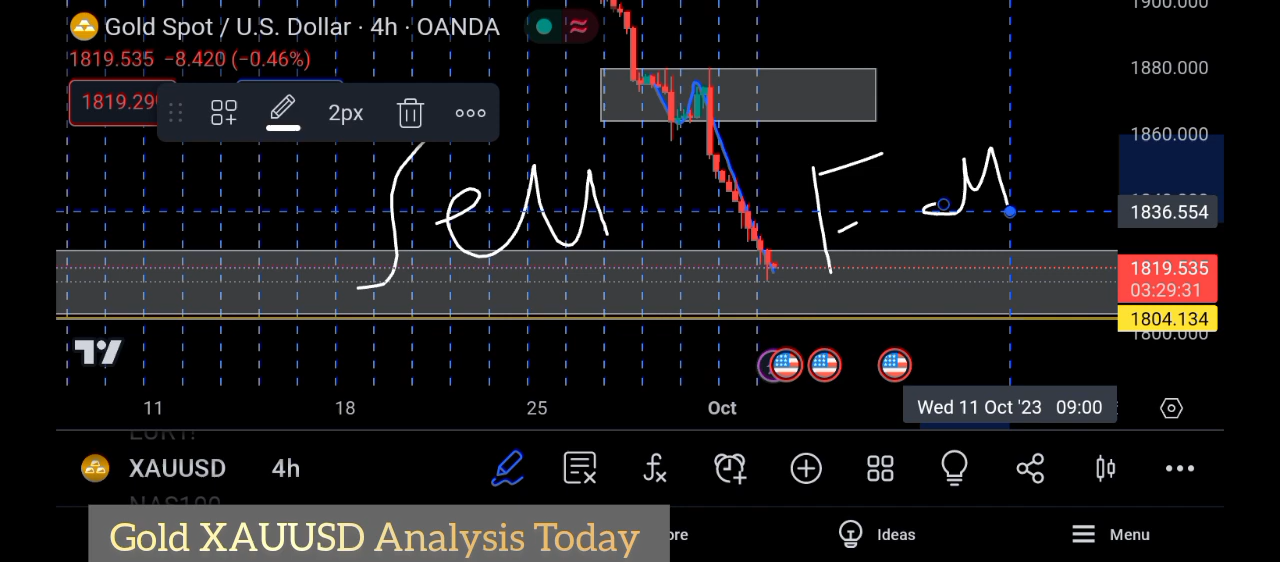 1900.000
Gold Spot / U.S. Dollar · 4h · OANDA
1819.535 −8.420 (−0.46%)
1880.000
1819.29
2px
1860.000
1836.554
1819.535
03:29:31
1804.134
1800.000
11 18 25 Oct
Wed 11 Oct '23 09:00
XAUUSD 4h
NAS100
Gold XAUUSD Analysis Today
Ideas
Menu